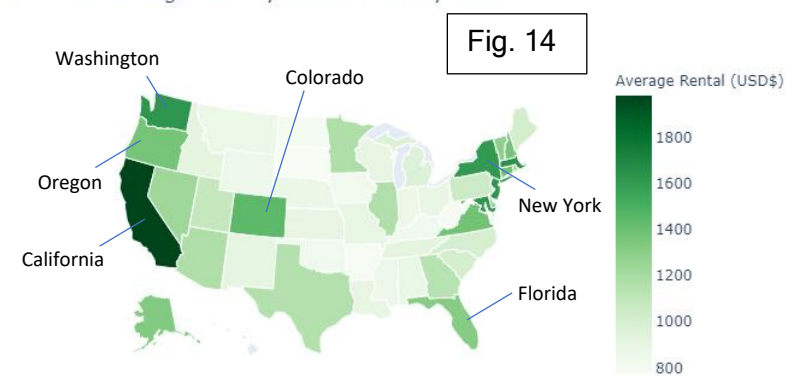 Fig. 14
Washington
Colorado
Average Rental (USD$)
1800
Oregon
1600
New York
1400
California
1200
Florida
1000
800